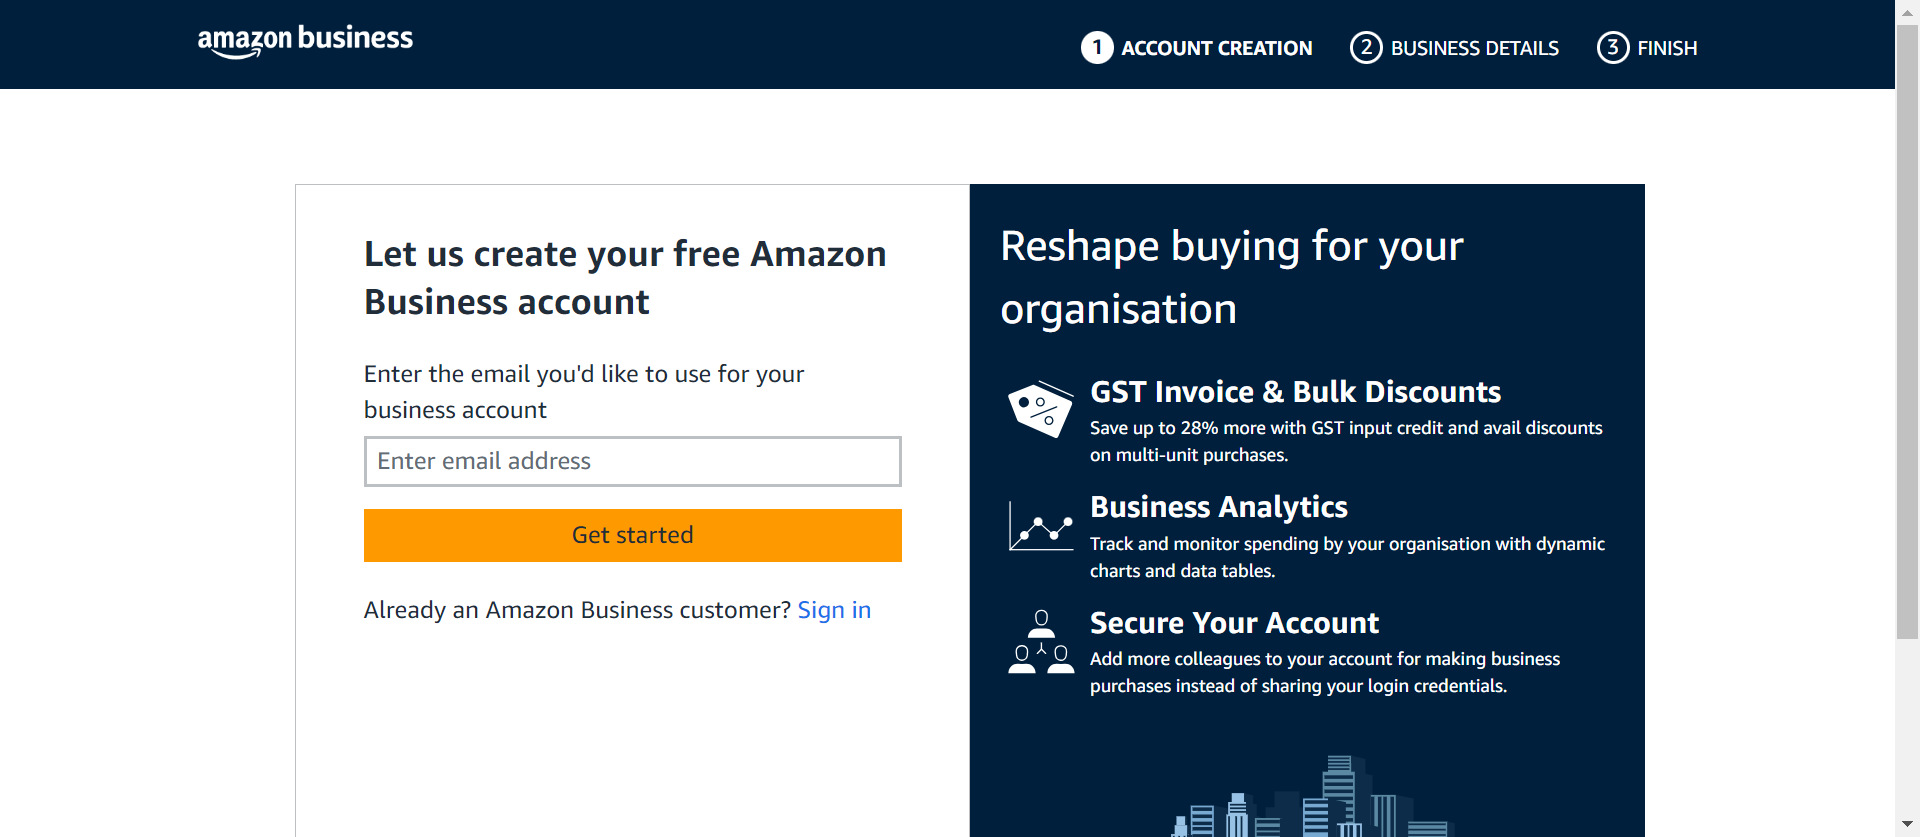 amazon business
1 ACCOUNT CREATION 2 BUSINESS DETAILS 3 FINISH
Let us create your free Amazon
Business account
Enter the email you'd like to use for your
business account
Enter email address
Get started
Already an Amazon Business customer? Sign in
Reshape buying for your
organisation
GST Invoice & Bulk Discounts
Save up to 28% more with GST input credit and avail discounts
on multi-unit purchases.
Business Analytics
Track and monitor spending by your organisation with dynamic
charts and data tables.
Secure Your Account
Add more colleagues to your account for making business
purchases instead of sharing your login credentials.